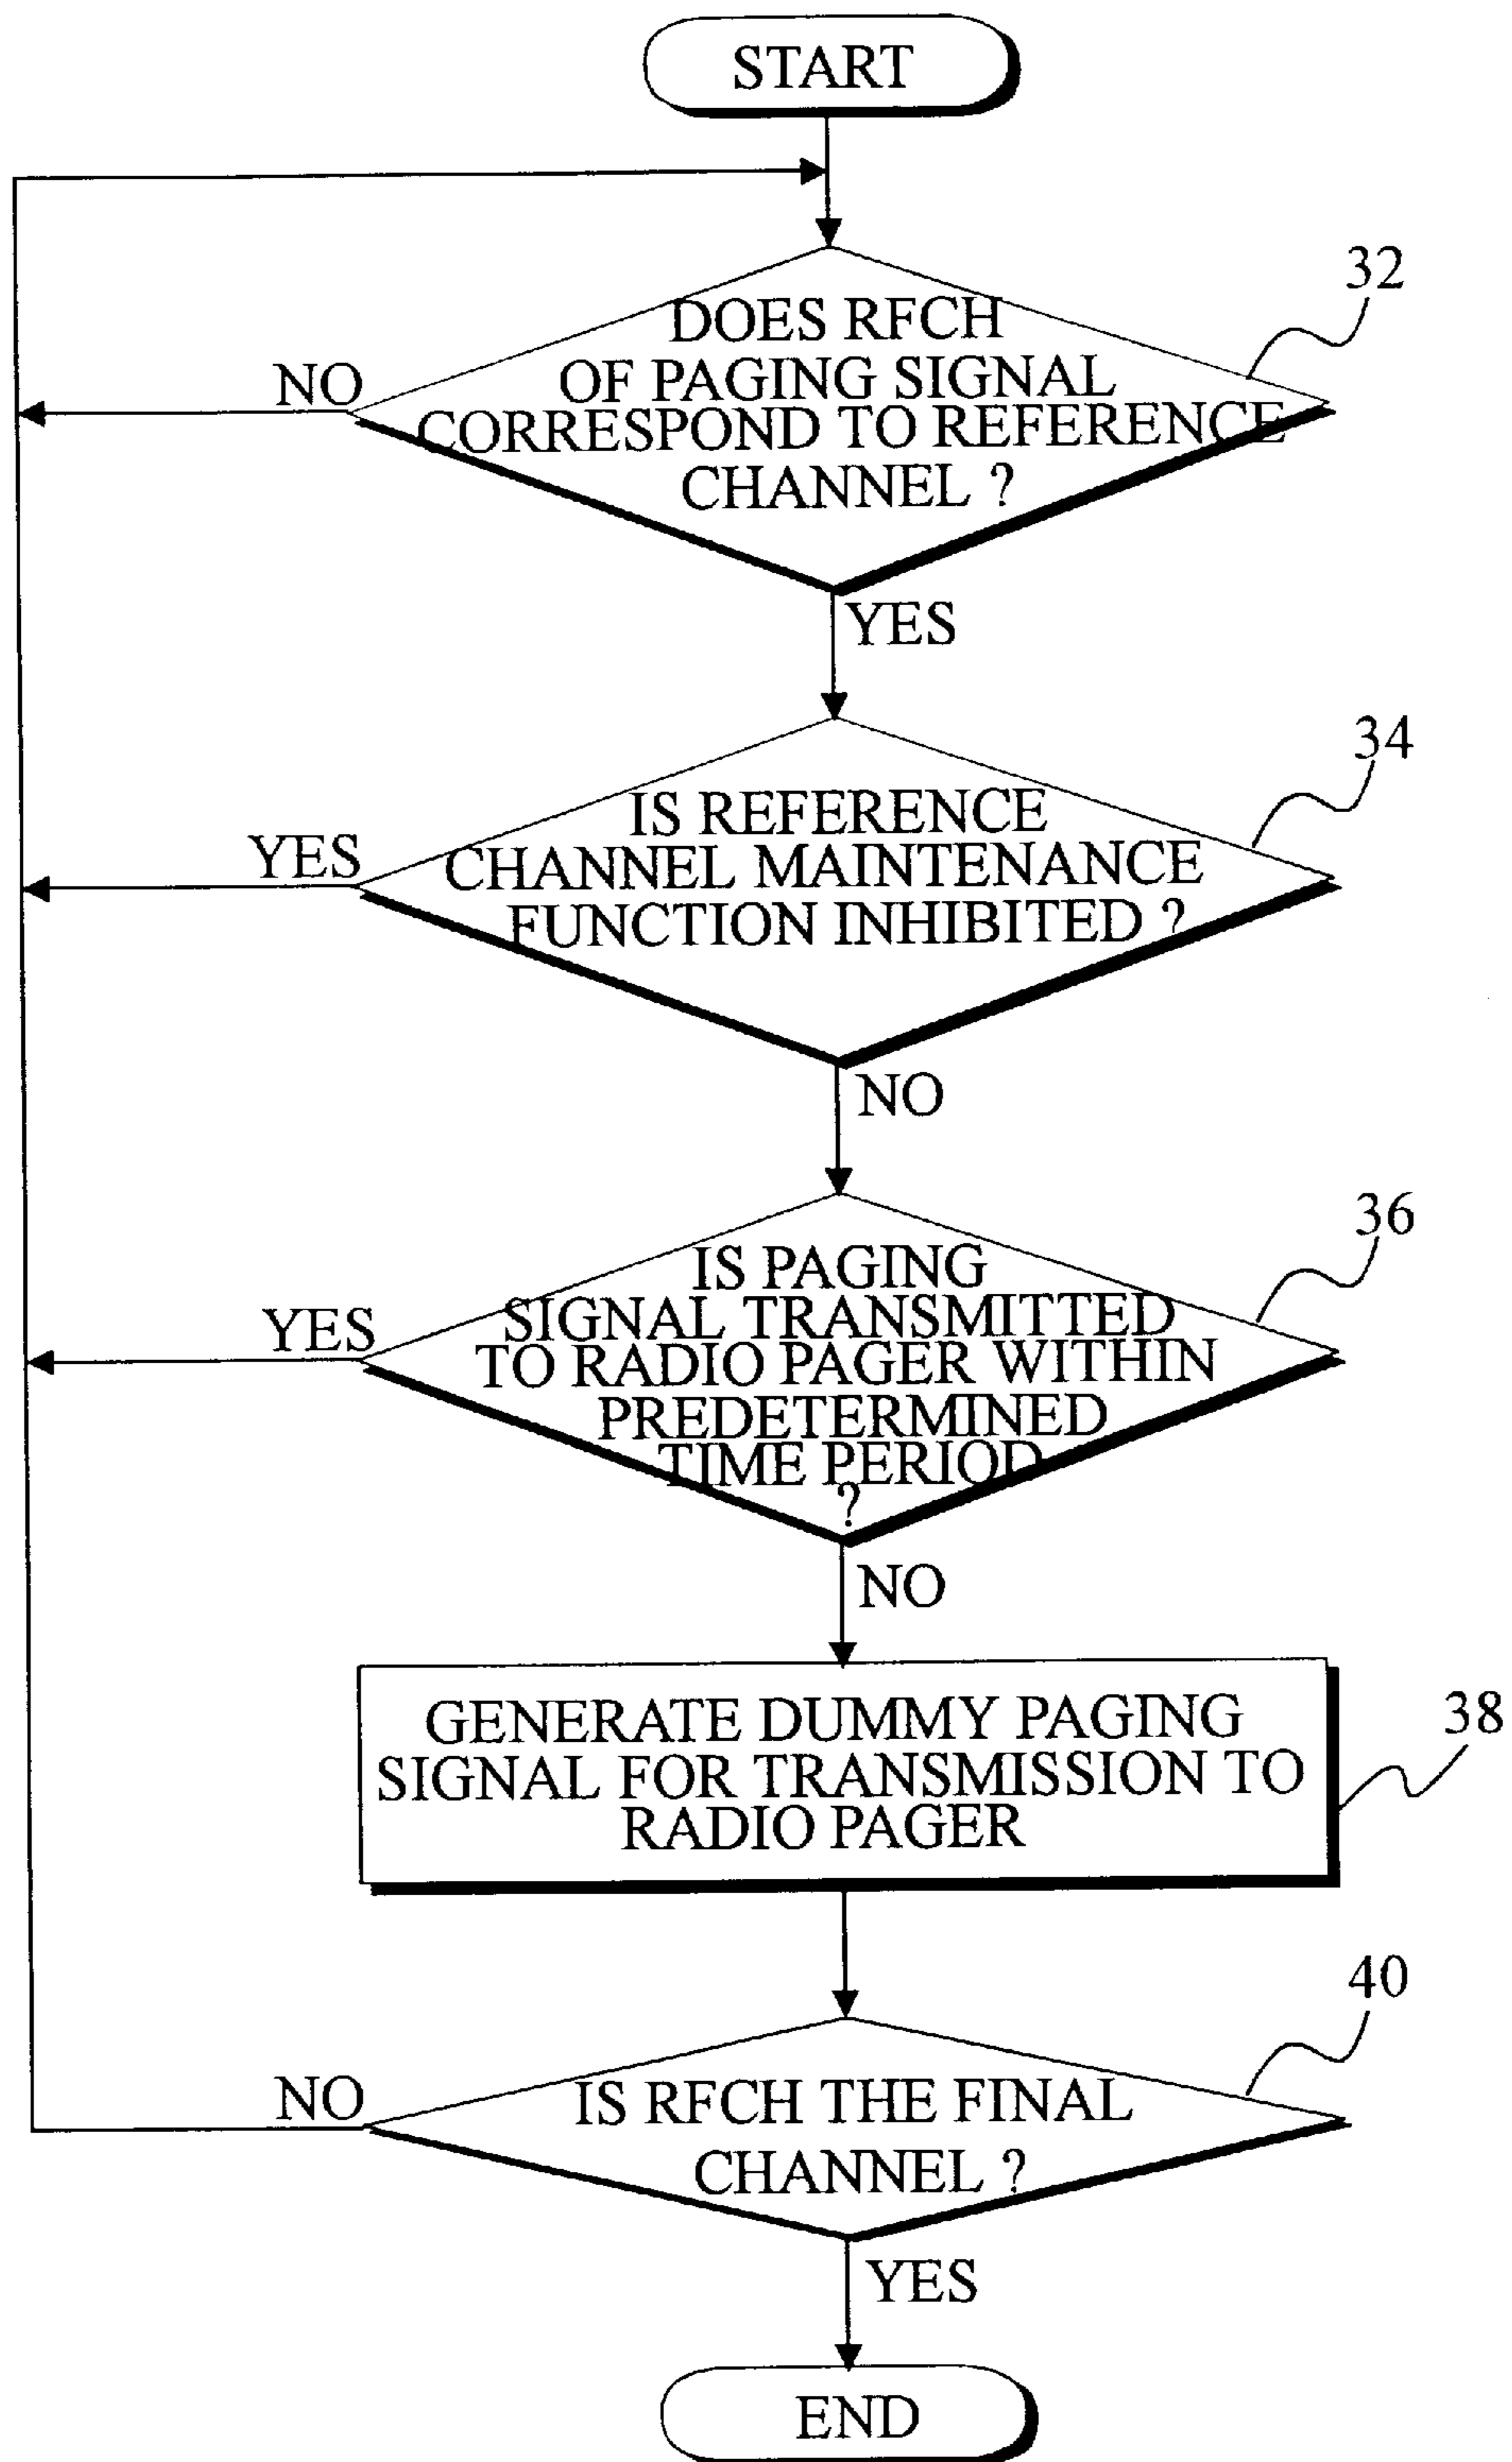 START
32
DOES RFCH
OF PAGING SIGNAL
CORRESPOND TO REFERENCE
CHANNEL ?
NO
YES
34
IS REFERENCE
CHANNEL MAINTENANCE
FUNCTION INHIBITED ?
YES
NO
36
IS PAGING
SIGNAL TRANSMITTED
TO RADIO PAGER WITHIN
PREDETERMINED
TIME PERIOD
?
YES
NO
GENERATE DUMMY PAGING
SIGNAL FOR TRANSMISSION TO
RADIO PAGER
38
40
IS RFCH THE FINAL
CHANNEL ?
NO
YES
END